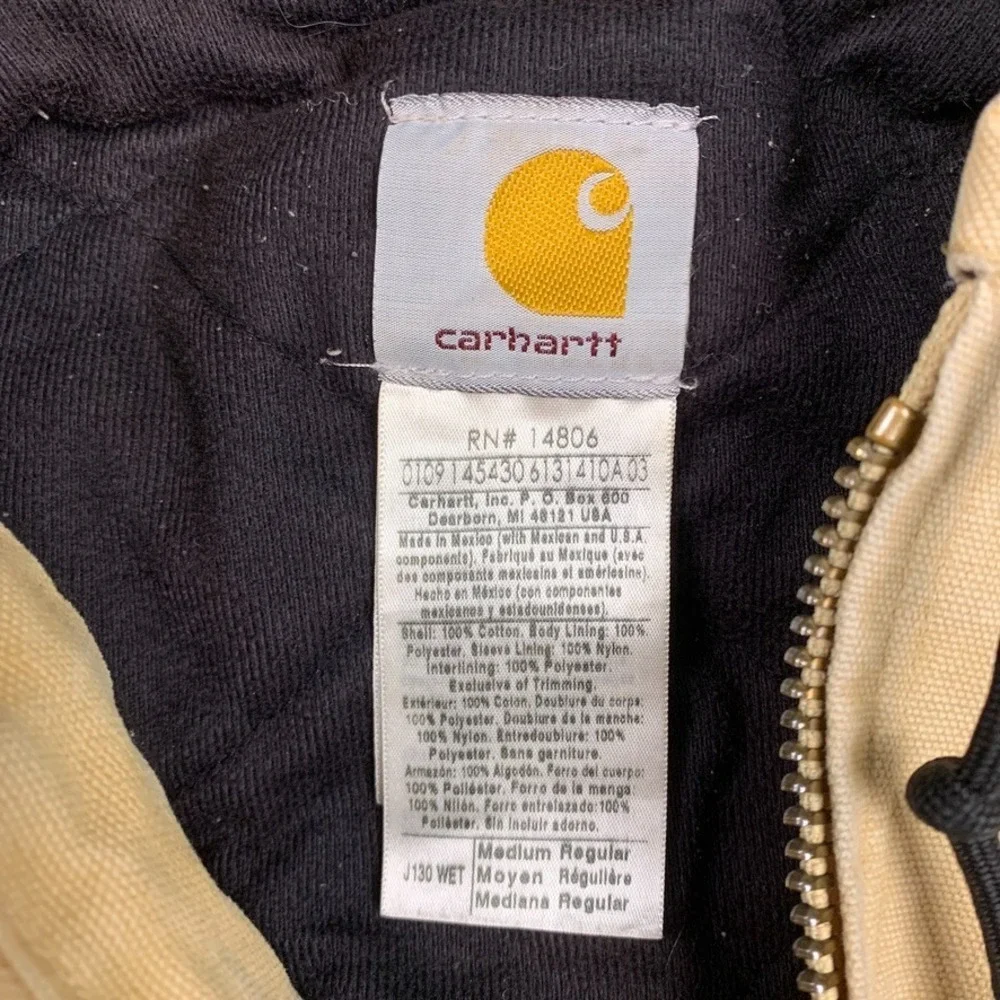 carhartt
RN# 14806
0109 145430 6131410A 03
Carhartt, Inc. P. O. Box 600
Dearborn, MI 48121 USA
Made in Mexico (with Mexican and U.S.A.
components). Fabriqué au Mexique (avec
des composants mexicains et américains).
Hecho en México (con componentes
mexicanos y estadounidenses).
Shell: 100% Cotton. Body Lining: 100%
Polyester. Sleeve Lining: 100% Nylon.
Interlining: 100% Polyester.
Exclusive of Trimming.
Extérieur: 100% Coton. Doublure du corps:
100% Polyester. Doublure de la manche:
100% Nylon. Entredoublure: 100%
Polyester. Sans garniture.
Armazón: 100% Algodón. Forro del cuerpo:
100% Poliéster. Forro de la manga:
100% Nilón. Forro entrelazado:100%
Poliéster. Sin incluir adorno.
J130 WET
Medium Regular
Moyen Régulière
Mediana Regular